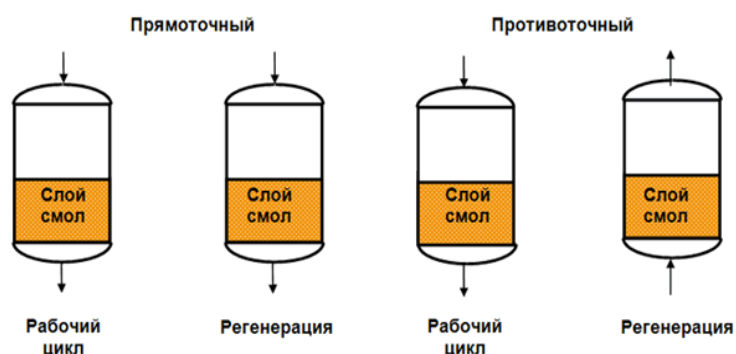 Прямоточный
Противоточный
Слой
смол
Слой
смол
Слой
смол
Слой
смол
Рабочий
цикл
Регенерация
Рабочий
цикл
Регенерация